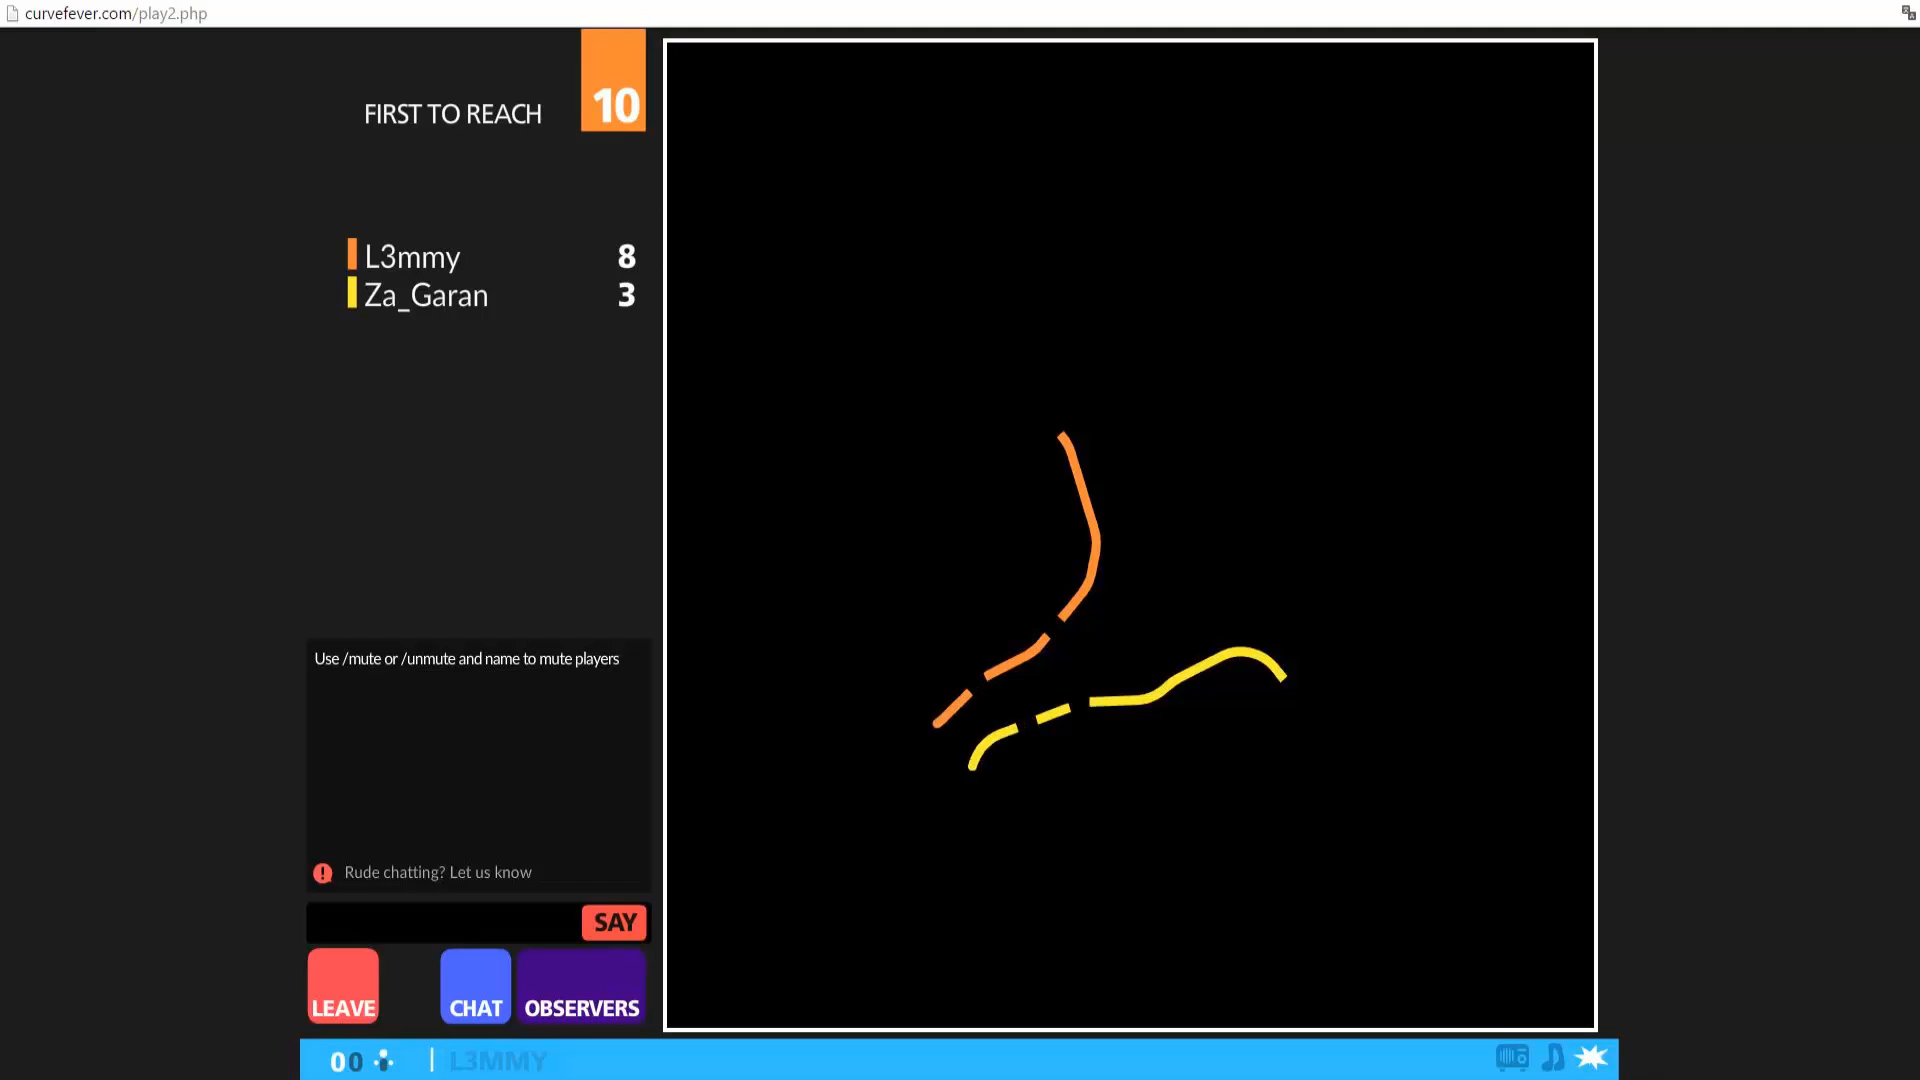 curvefever.com/play2.php
FIRST TO REACH 10
L3mmy 8
Za_Garan 3
Use /mute or /unmute and name to mute players
Rude chatting? Let us know
SAY
LEAVE CHAT OBSERVERS
00 L3MMY